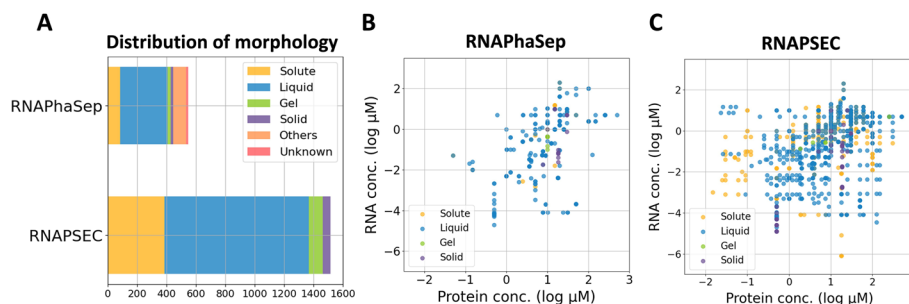 A
Distribution of morphology
RNAPhaSep
RNAPSEC
Solute
Liquid
Gel
Solid
Others
Unknown
0 200 400 600 800 1000 1200 1400 1600
B
RNAPhaSep
RNA conc. (log μM)
2
0
−2
−4
−6
Solute
Liquid
Gel
Solid
−2 −1 0 1 2 3
Protein conc. (log μM)
C
RNAPSEC
RNA conc. (log μM)
2
0
−2
−4
−6
Solute
Liquid
Gel
Solid
−2 −1 0 1 2
Protein conc. (log μM)